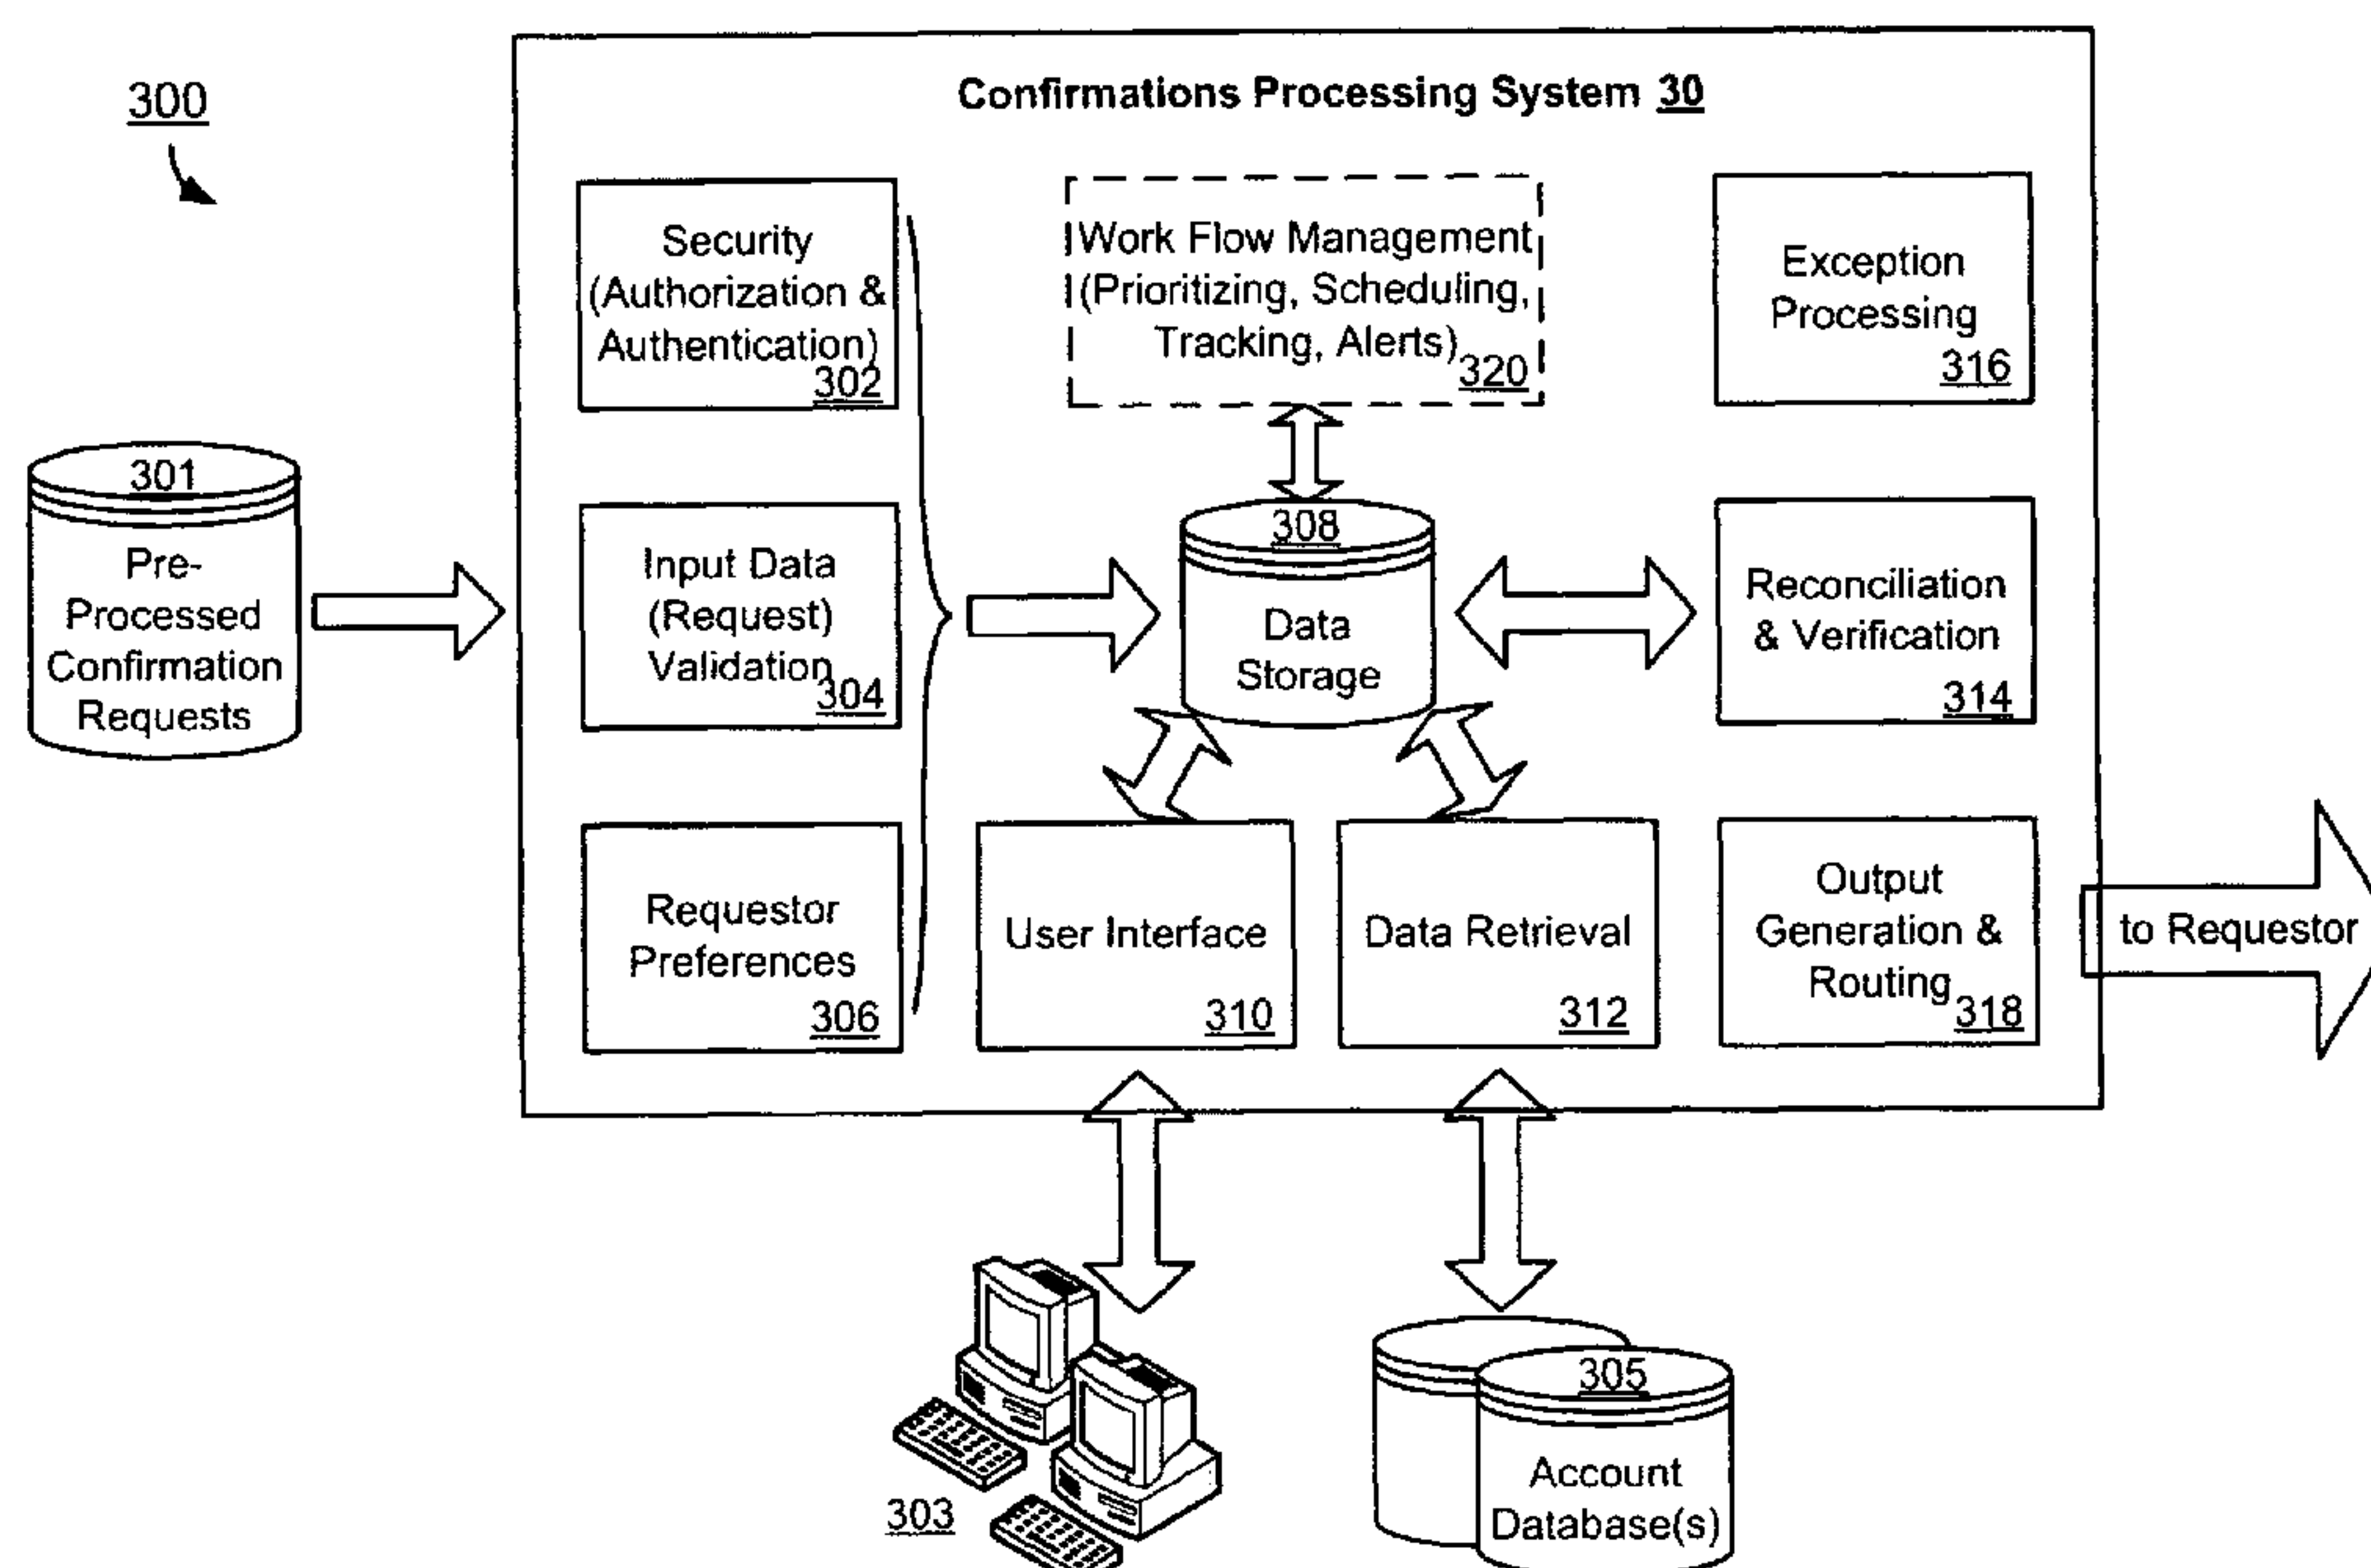 300
Confirmations Processing System 30
Security
(Authorization &
Authentication)
302
Work Flow Management
(Prioritizing, Scheduling,
Tracking, Alerts)
320
Exception
Processing
316
301
Pre-
Processed
Confirmation
Requests
Input Data
(Request)
Validation
304
308
Data
Storage
Reconciliation
& Verification
314
Requestor
Preferences
306
User Interface
310
Data Retrieval
312
Output
Generation &
Routing
318
to Requestor
303
305
Account
Database(s)